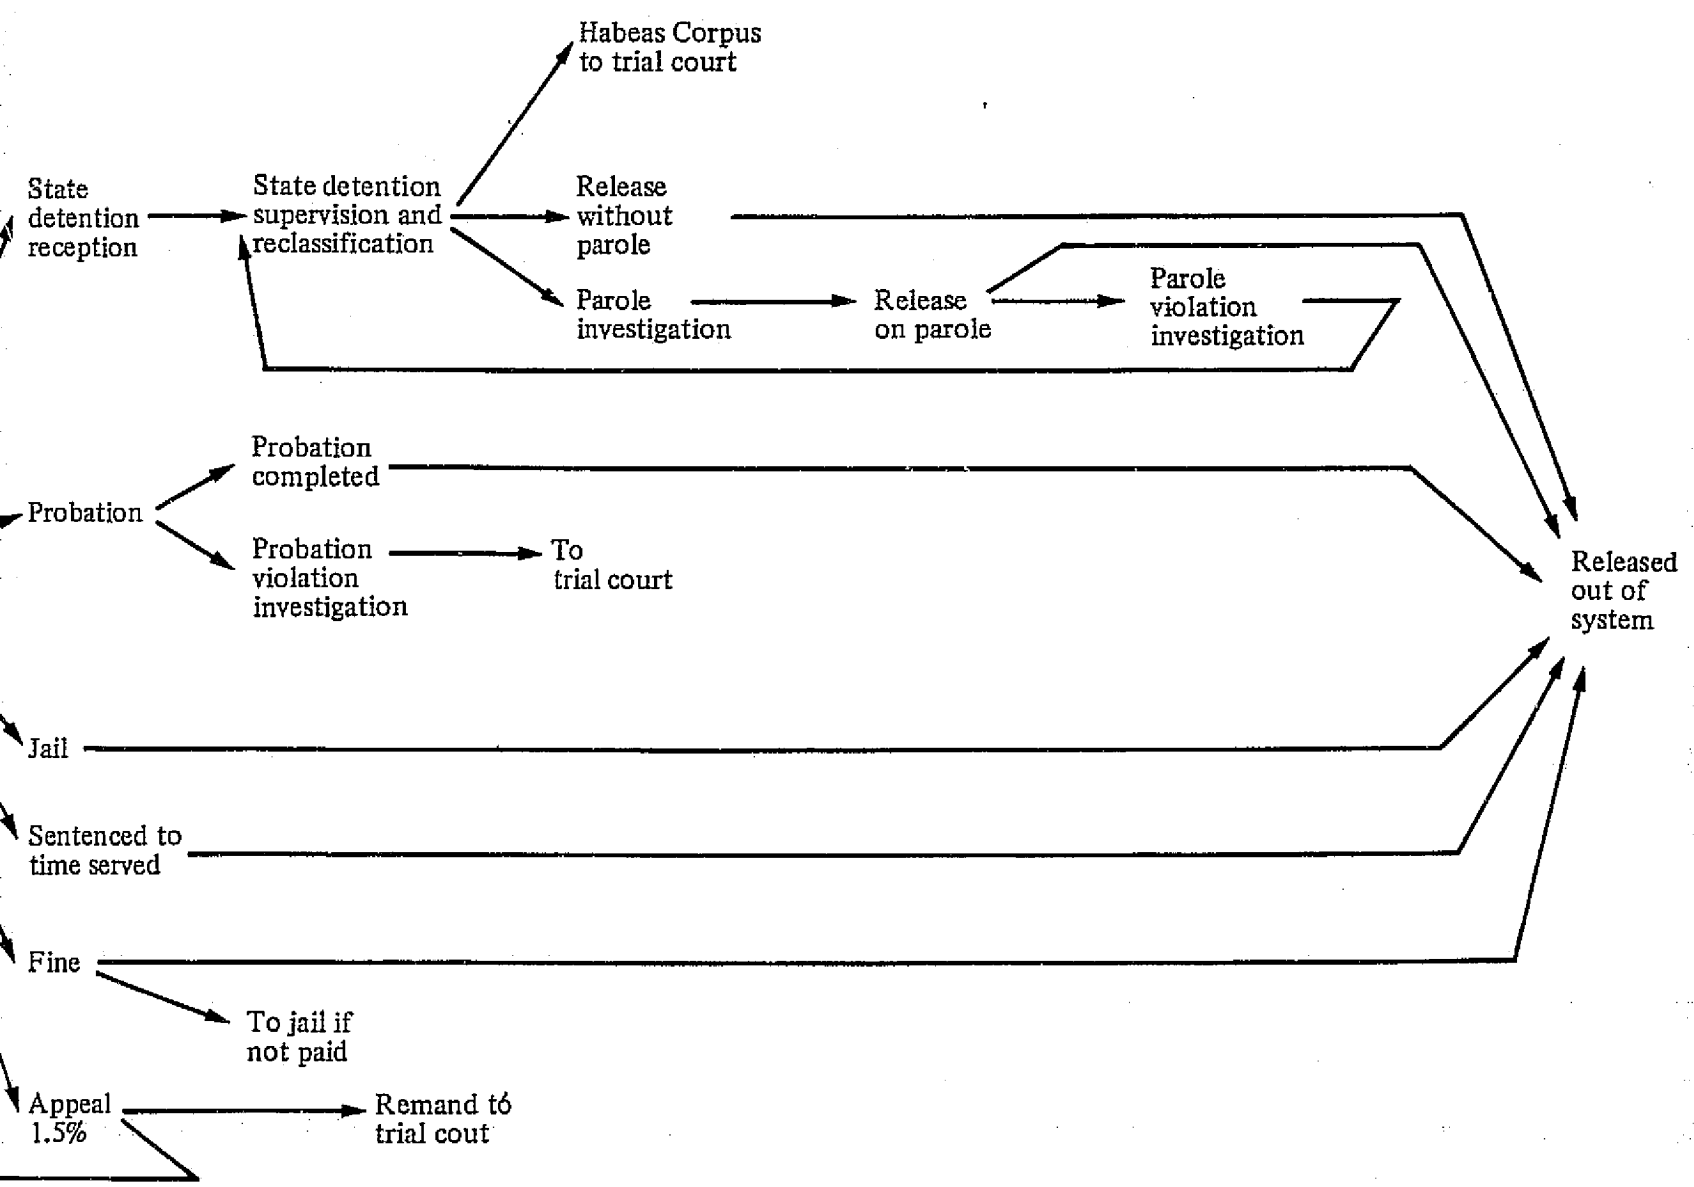 Habeas Corpus
to trial court
State
detention
reception
State detention
supervision and
reclassification
Release
without
parole
Parole
investigation
Release
on parole
Parole
violation
investigation
Probation
Probation
completed
Probation
violation
investigation
To
trial court
Released
out of
system
Jail
Sentenced to
time served
Fine
To jail if
not paid
Appeal
1.5%
Remand to
trial cout